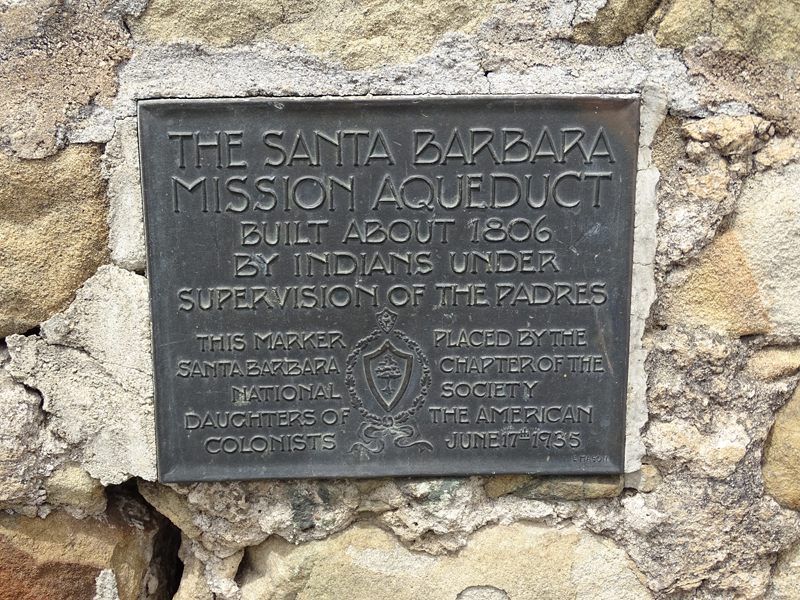 THE SANTA BARBARA
MISSION AQUEDUCT
BUILT ABOUT 1806
BY INDIANS UNDER
SUPERVISION OF THE PADRES
THIS MARKER PLACED BY THE
SANTA BARBARA CHAPTER OF THE
NATIONAL SOCIETY
DAUGHTERS OF THE AMERICAN
COLONISTS JUNE 17TH 1935